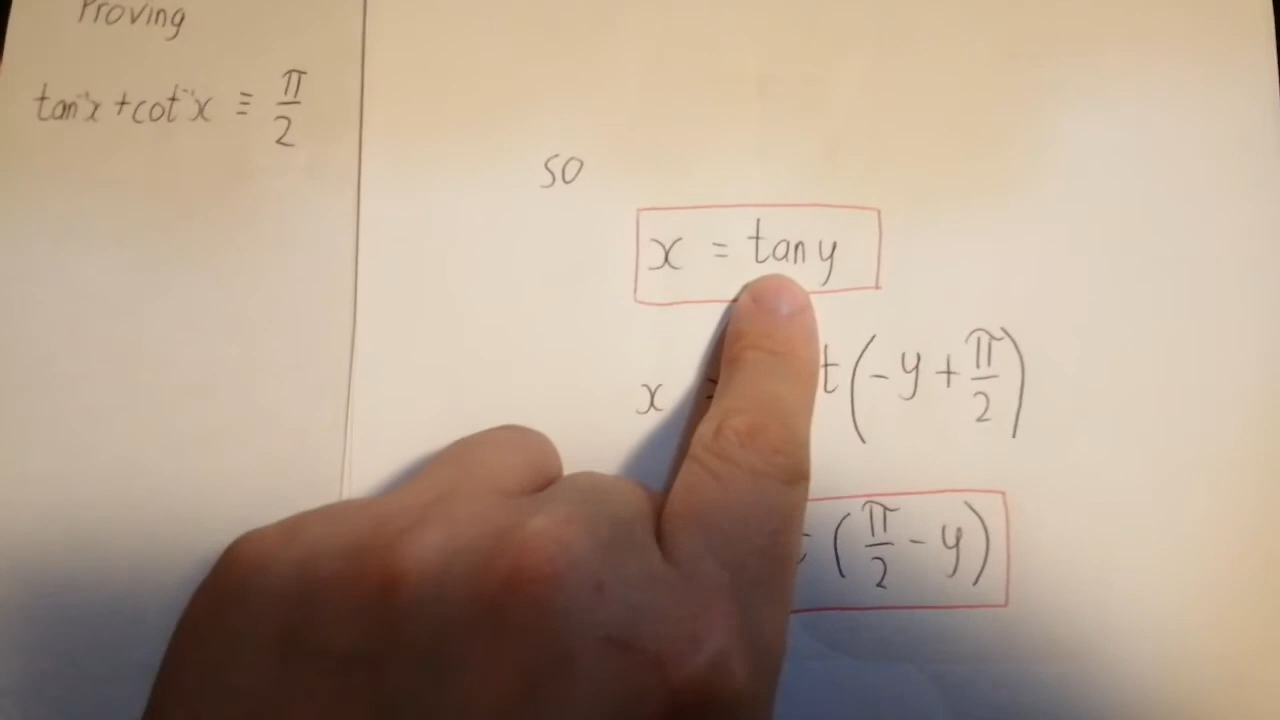 Proving
tan⁻¹x + cot⁻¹x ≡ π/2
so
x = tan y
x = t(-y + π/2)
(π/2 - y)